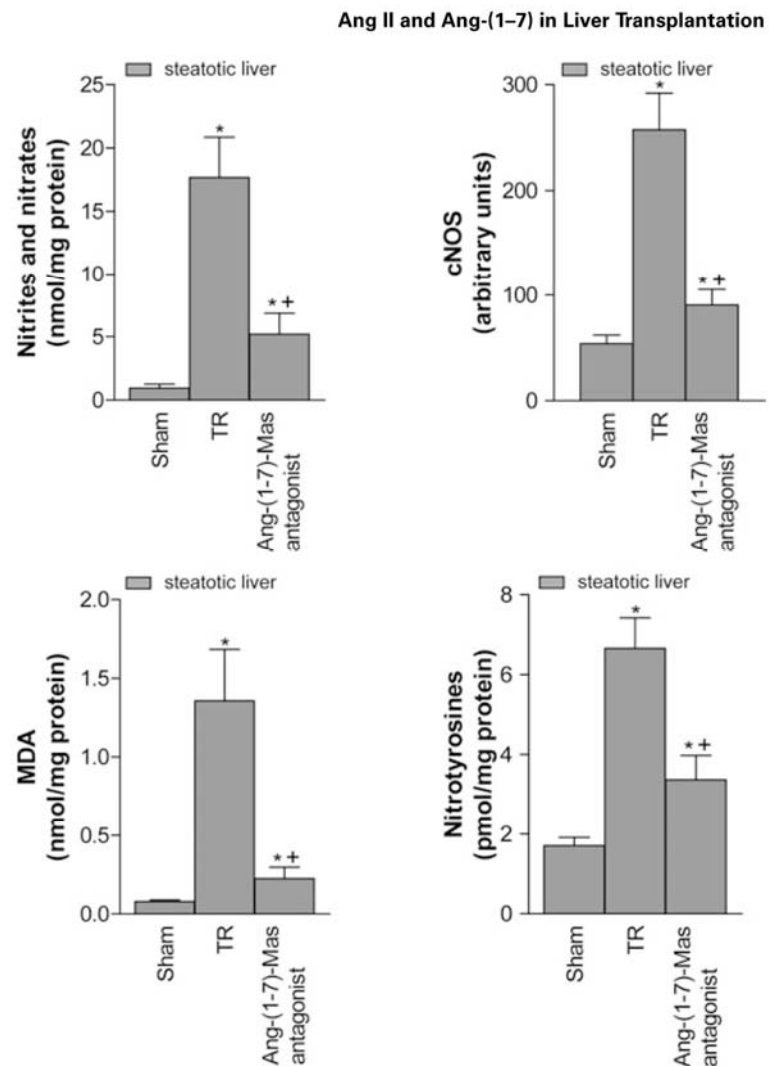 Ang II and Ang-(1–7) in Liver Transplantation
steatotic liver
Nitrites and nitrates
(nmol/mg protein)
25
20
15
10
5
0
*
* +
Sham
TR
Ang-(1-7)-Mas
antagonist
steatotic liver
cNOS
(arbitrary units)
300
200
100
0
*
* +
Sham
TR
Ang-(1-7)-Mas
antagonist
steatotic liver
MDA
(nmol/mg protein)
2.0
1.5
1.0
0.5
0.0
*
* +
Sham
TR
Ang-(1-7)-Mas
antagonist
steatotic liver
Nitrotyrosines
(pmol/mg protein)
8
6
4
2
0
*
* +
Sham
TR
Ang-(1-7)-Mas
antagonist